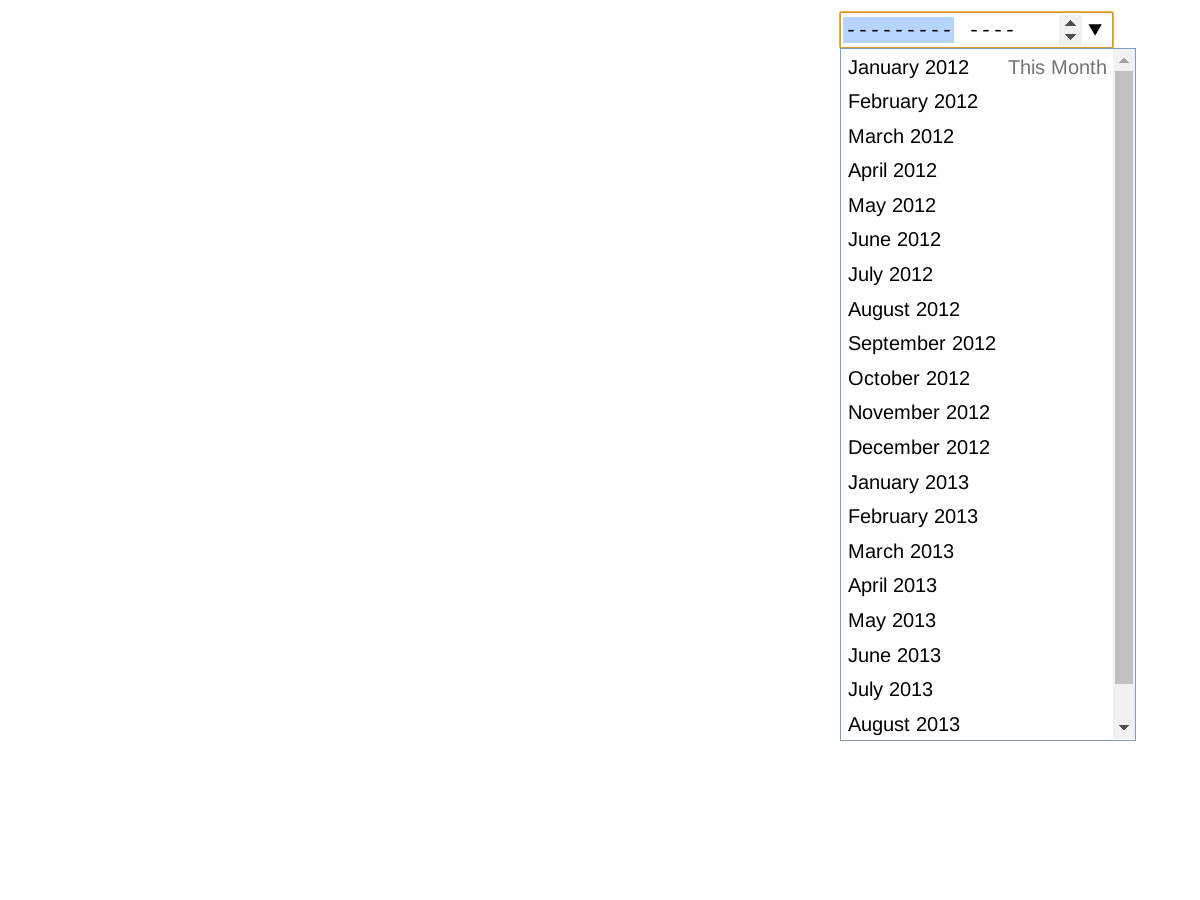 --------- ----
January 2012 This Month
February 2012
March 2012
April 2012
May 2012
June 2012
July 2012
August 2012
September 2012
October 2012
November 2012
December 2012
January 2013
February 2013
March 2013
April 2013
May 2013
June 2013
July 2013
August 2013